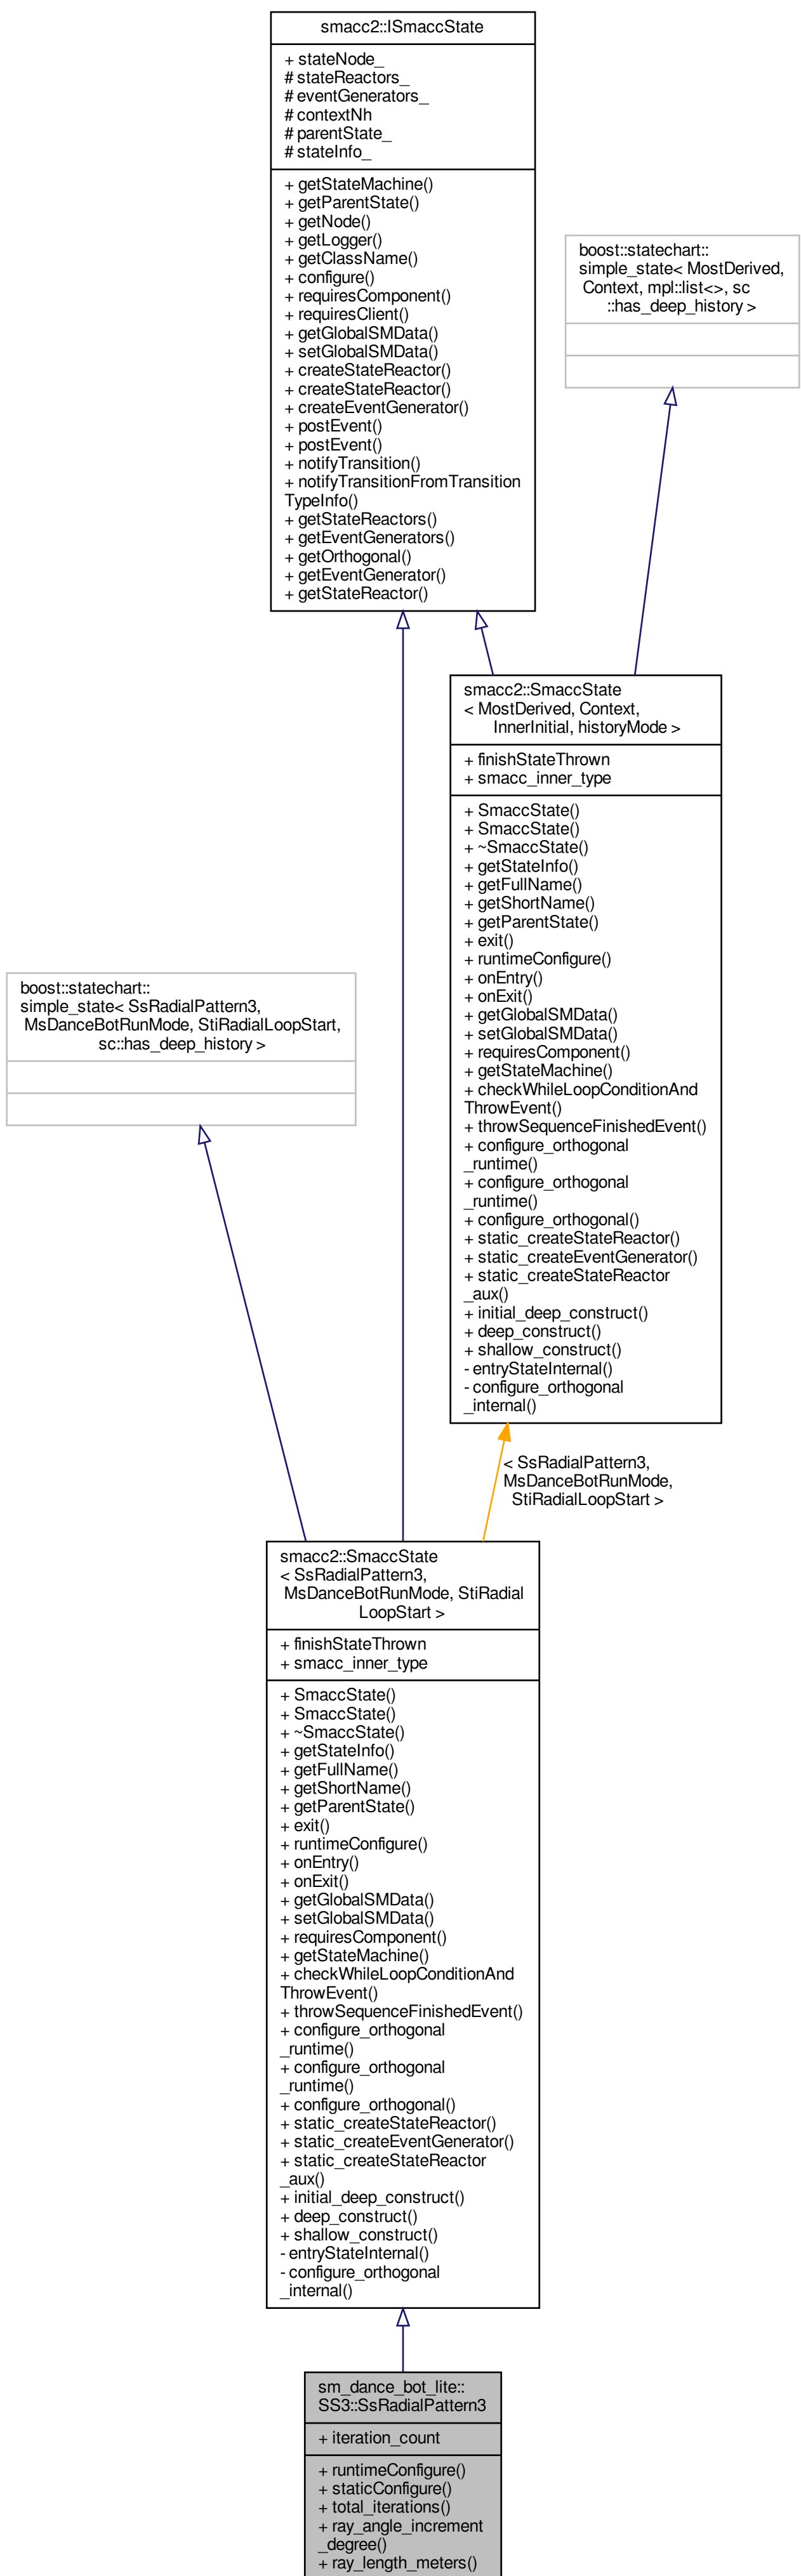 smacc2::ISmaccState
+ stateNode_
# stateReactors_
# eventGenerators_
# contextNh
# parentState_
# stateInfo_
+ getStateMachine()
+ getParentState()
+ getNode()
+ getLogger()
+ getClassName()
+ configure()
+ requiresComponent()
+ requiresClient()
+ getGlobalSMData()
+ setGlobalSMData()
+ createStateReactor()
+ createStateReactor()
+ createEventGenerator()
+ postEvent()
+ postEvent()
+ notifyTransition()
+ notifyTransitionFromTransition
TypeInfo()
+ getStateReactors()
+ getEventGenerators()
+ getOrthogonal()
+ getEventGenerator()
+ getStateReactor()
boost::statechart::
simple_state< MostDerived,
Context, mpl::list<>, sc
::has_deep_history >
smacc2::SmaccState
< MostDerived, Context,
InnerInitial, historyMode >
+ finishStateThrown
+ smacc_inner_type
+ SmaccState()
+ SmaccState()
+ ~SmaccState()
+ getStateInfo()
+ getFullName()
+ getShortName()
+ getParentState()
+ exit()
+ runtimeConfigure()
+ onEntry()
+ onExit()
+ getGlobalSMData()
+ setGlobalSMData()
+ requiresComponent()
+ getStateMachine()
+ checkWhileLoopConditionAnd
ThrowEvent()
+ throwSequenceFinishedEvent()
+ configure_orthogonal
_runtime()
+ configure_orthogonal
_runtime()
+ configure_orthogonal()
+ static_createStateReactor()
+ static_createEventGenerator()
+ static_createStateReactor
_aux()
+ initial_deep_construct()
+ deep_construct()
+ shallow_construct()
- entryStateInternal()
- configure_orthogonal
_internal()
boost::statechart::
simple_state< SsRadialPattern3,
MsDanceBotRunMode, StiRadialLoopStart,
sc::has_deep_history >
< SsRadialPattern3,
MsDanceBotRunMode,
StiRadialLoopStart >
smacc2::SmaccState
< SsRadialPattern3,
MsDanceBotRunMode, StiRadial
LoopStart >
+ finishStateThrown
+ smacc_inner_type
+ SmaccState()
+ SmaccState()
+ ~SmaccState()
+ getStateInfo()
+ getFullName()
+ getShortName()
+ getParentState()
+ exit()
+ runtimeConfigure()
+ onEntry()
+ onExit()
+ getGlobalSMData()
+ setGlobalSMData()
+ requiresComponent()
+ getStateMachine()
+ checkWhileLoopConditionAnd
ThrowEvent()
+ throwSequenceFinishedEvent()
+ configure_orthogonal
_runtime()
+ configure_orthogonal
_runtime()
+ configure_orthogonal()
+ static_createStateReactor()
+ static_createEventGenerator()
+ static_createStateReactor
_aux()
+ initial_deep_construct()
+ deep_construct()
+ shallow_construct()
- entryStateInternal()
- configure_orthogonal
_internal()
sm_dance_bot_lite::
SS3::SsRadialPattern3
+ iteration_count
+ runtimeConfigure()
+ staticConfigure()
+ total_iterations()
+ ray_angle_increment
_degree()
+ ray_length_meters()